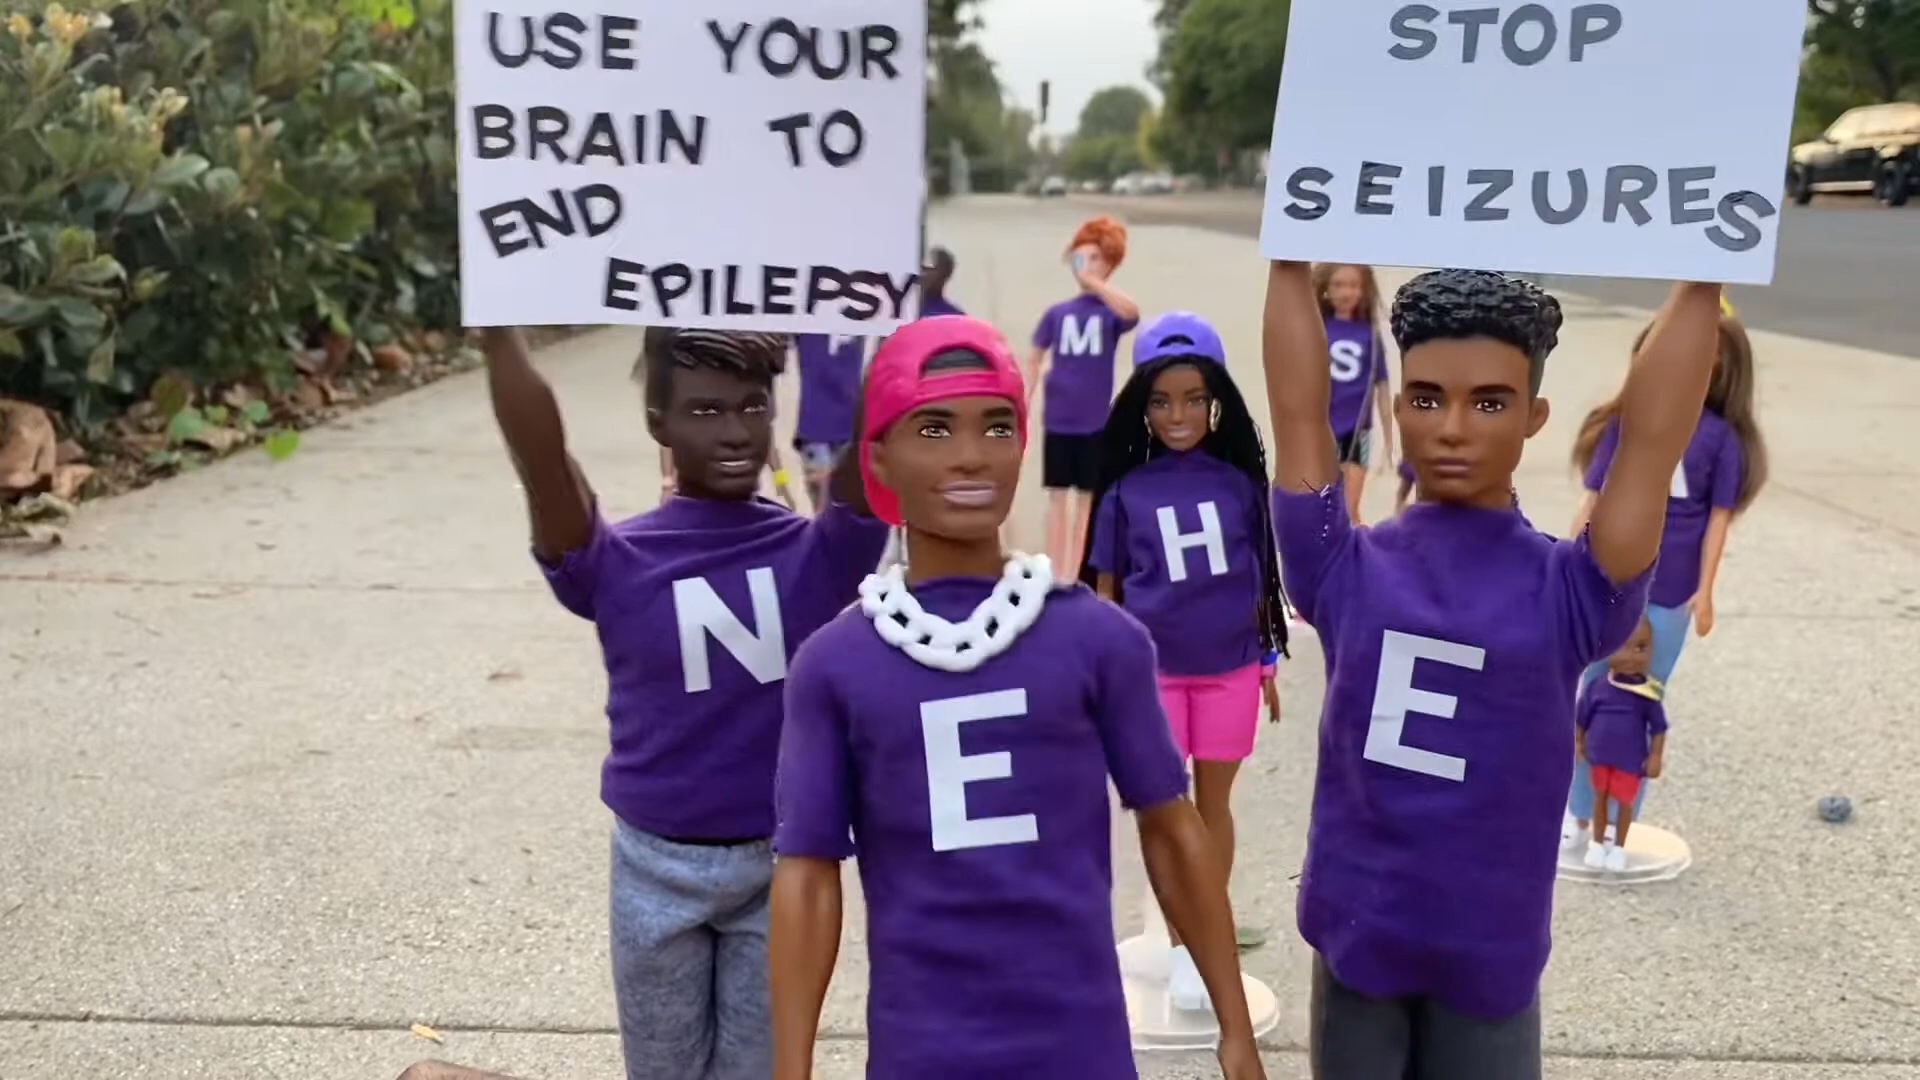 USE YOUR
BRAIN TO
END
EPILEPSY
STOP
SEIZURES
M
S
H
N
E
E